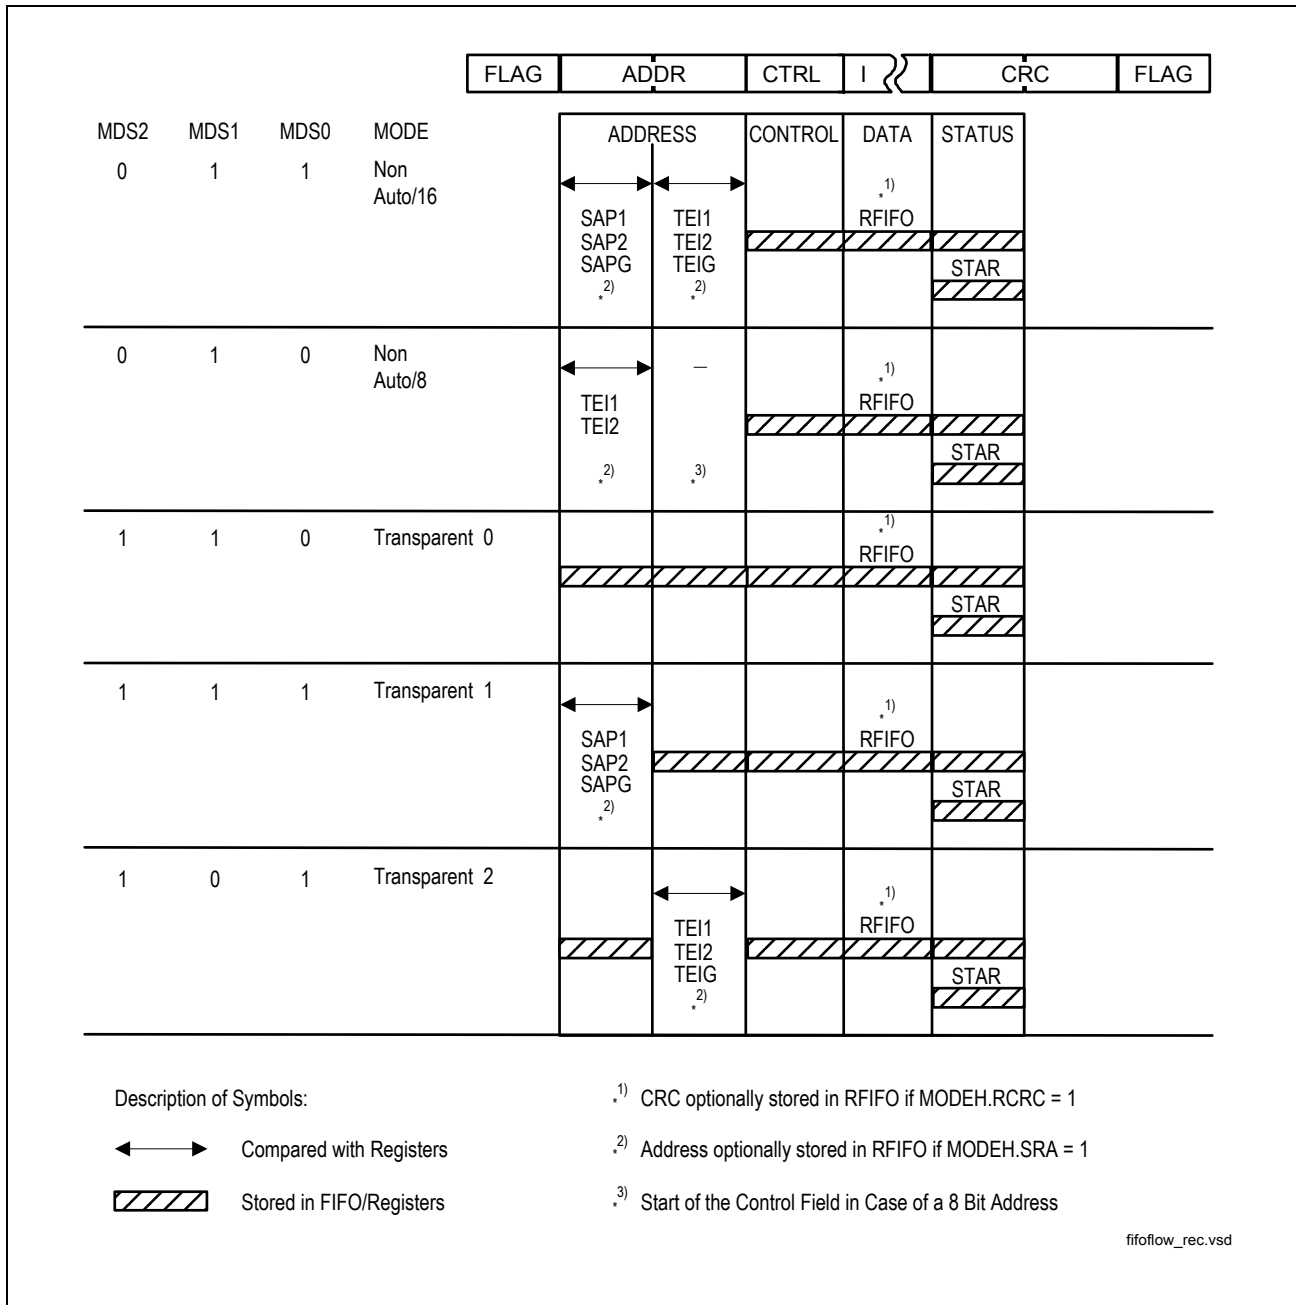 FLAG ADDR CTRL I CRC FLAG
MDS2 MDS1 MDS0 MODE ADDRESS CONTROL DATA STATUS
0 1 1 Non
Auto/16
*1)
SAP1 TEI1 RFIFO
SAP2 TEI2
SAPG TEIG STAR
*2) *2)
0 1 0 Non
Auto/8 – *1)
TEI1 RFIFO
TEI2
STAR
*2) *3)
1 1 0 Transparent 0 *1)
RFIFO
STAR
1 1 1 Transparent 1
*1)
SAP1 RFIFO
SAP2
SAPG STAR
*2)
1 0 1 Transparent 2
*1)
TEI1 RFIFO
TEI2
TEIG STAR
*2)
Description of Symbols: *1) CRC optionally stored in RFIFO if MODEH.RCRC = 1
Compared with Registers *2) Address optionally stored in RFIFO if MODEH.SRA = 1
Stored in FIFO/Registers *3) Start of the Control Field in Case of a 8 Bit Address
fifoflow_rec.vsd